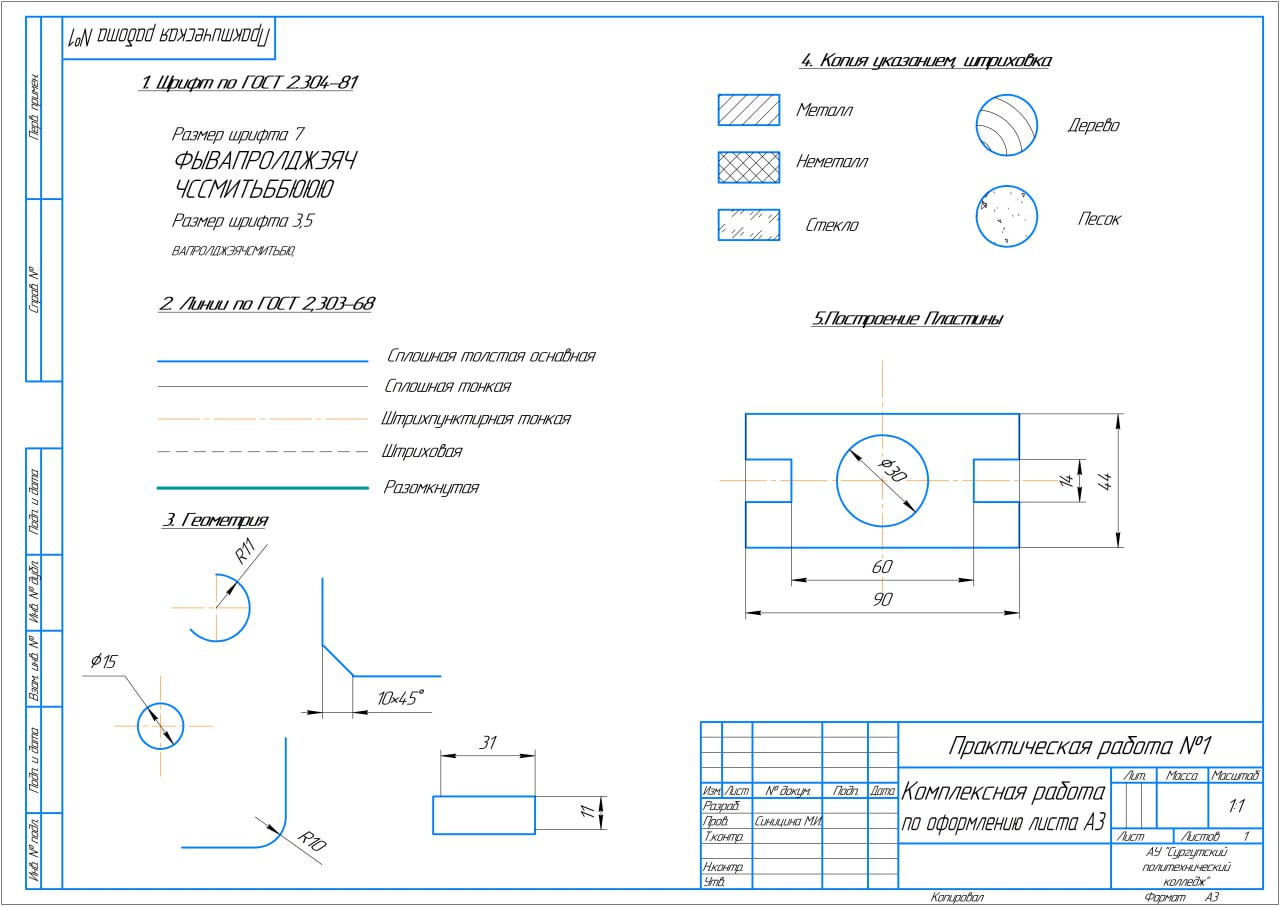 Практическая работа №1
Перв. примен.
Справ. №
Подп. и дата
Инв. № дубл.
Взам. инв. №
Подп. и дата
Инв. № подл.
1. Шрифт по ГОСТ 2.304-81
Размер шрифта 7
ФЫВАПРОЛДЖЭЯЧ
ЧССМИТЬББЮЮЮ
Размер шрифта 3,5
ВАПРОЛДЖЭЯЧСМИТЬБЮ,
2. Линии по ГОСТ 2,303-68
Сплошная толстая основная
Сплошная тонкая
Штрихпунктирная тонкая
Штриховая
Разомкнутая
3. Геометрия
R11
ϕ15
10×45°
R10
31
11
4. Копия указанием, штриховка
Металл
Дерево
Неметалл
Стекло
Песок
5.Построение Пластины
ϕ30
14
44
60
90
Практическая работа №1
Изм. Лист № докум. Подп. Дата
Разраб.
Пров. Синицина М.И.
Т.контр.
Н.контр.
Утв.
Комплексная работа
по оформлению листа А3
Лит. Масса Масштаб
1:1
Лист Листов 1
АУ "Сургутский
политехнический
колледж"
Копировал Формат А3